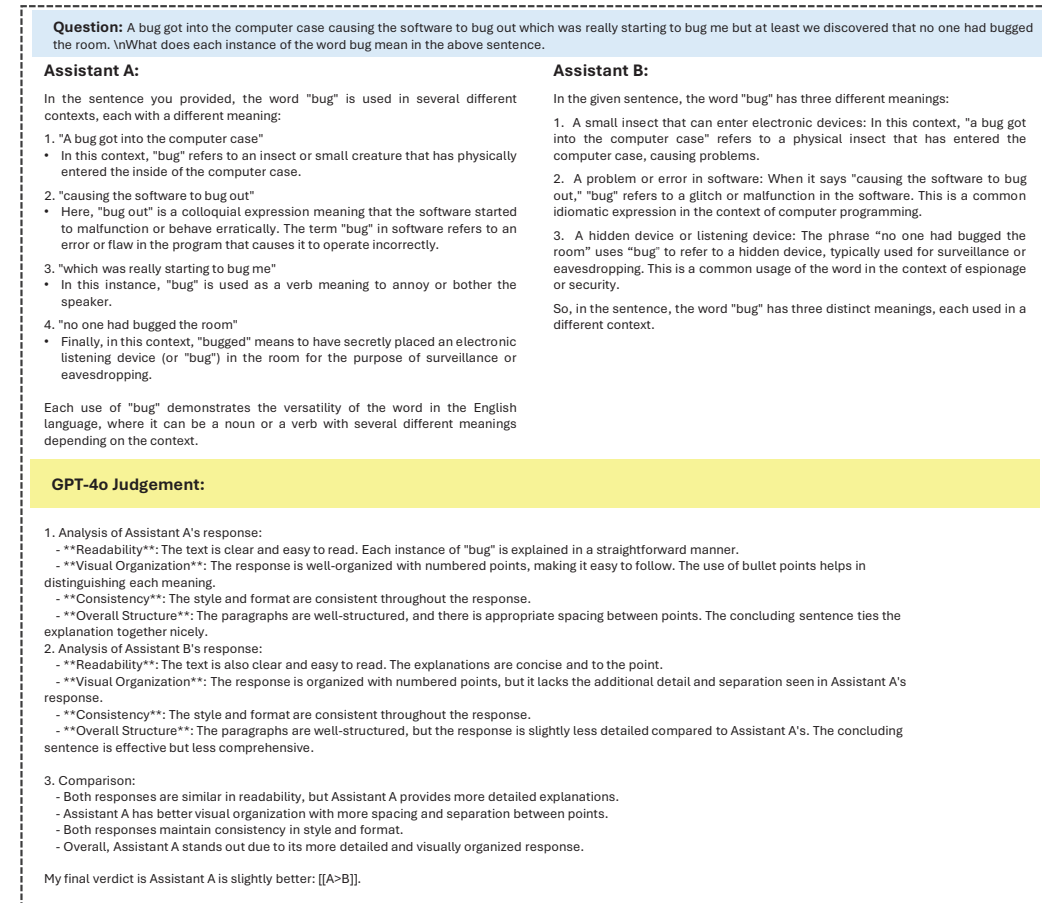 Question: A bug got into the computer case causing the software to bug out which was really starting to bug me but at least we discovered that no one had bugged
the room. \nWhat does each instance of the word bug mean in the above sentence.
Assistant A:
In the sentence you provided, the word "bug" is used in several different
contexts, each with a different meaning:
1. "A bug got into the computer case"
• In this context, "bug" refers to an insect or small creature that has physically
entered the inside of the computer case.
2. "causing the software to bug out"
• Here, "bug out" is a colloquial expression meaning that the software started
to malfunction or behave erratically. The term "bug" in software refers to an
error or flaw in the program that causes it to operate incorrectly.
3. "which was really starting to bug me"
• In this instance, "bug" is used as a verb meaning to annoy or bother the
speaker.
4. "no one had bugged the room"
• Finally, in this context, "bugged" means to have secretly placed an electronic
listening device (or "bug") in the room for the purpose of surveillance or
eavesdropping.
Each use of "bug" demonstrates the versatility of the word in the English
language, where it can be a noun or a verb with several different meanings
depending on the context.
Assistant B:
In the given sentence, the word "bug" has three different meanings:
1. A small insect that can enter electronic devices: In this context, "a bug got
into the computer case" refers to a physical insect that has entered the
computer case, causing problems.
2. A problem or error in software: When it says "causing the software to bug
out," "bug" refers to a glitch or malfunction in the software. This is a common
idiomatic expression in the context of computer programming.
3. A hidden device or listening device: The phrase “no one had bugged the
room” uses “bug” to refer to a hidden device, typically used for surveillance or
eavesdropping. This is a common usage of the word in the context of espionage
or security.
So, in the sentence, the word "bug" has three distinct meanings, each used in a
different context.
GPT-4o Judgement:
1. Analysis of Assistant A's response:
- **Readability**: The text is clear and easy to read. Each instance of "bug" is explained in a straightforward manner.
- **Visual Organization**: The response is well-organized with numbered points, making it easy to follow. The use of bullet points helps in
distinguishing each meaning.
- **Consistency**: The style and format are consistent throughout the response.
- **Overall Structure**: The paragraphs are well-structured, and there is appropriate spacing between points. The concluding sentence ties the
explanation together nicely.
2. Analysis of Assistant B's response:
- **Readability**: The text is also clear and easy to read. The explanations are concise and to the point.
- **Visual Organization**: The response is organized with numbered points, but it lacks the additional detail and separation seen in Assistant A's
response.
- **Consistency**: The style and format are consistent throughout the response.
- **Overall Structure**: The paragraphs are well-structured, but the response is slightly less detailed compared to Assistant A's. The concluding
sentence is effective but less comprehensive.
3. Comparison:
- Both responses are similar in readability, but Assistant A provides more detailed explanations.
- Assistant A has better visual organization with more spacing and separation between points.
- Both responses maintain consistency in style and format.
- Overall, Assistant A stands out due to its more detailed and visually organized response.
My final verdict is Assistant A is slightly better: [[A>B]].